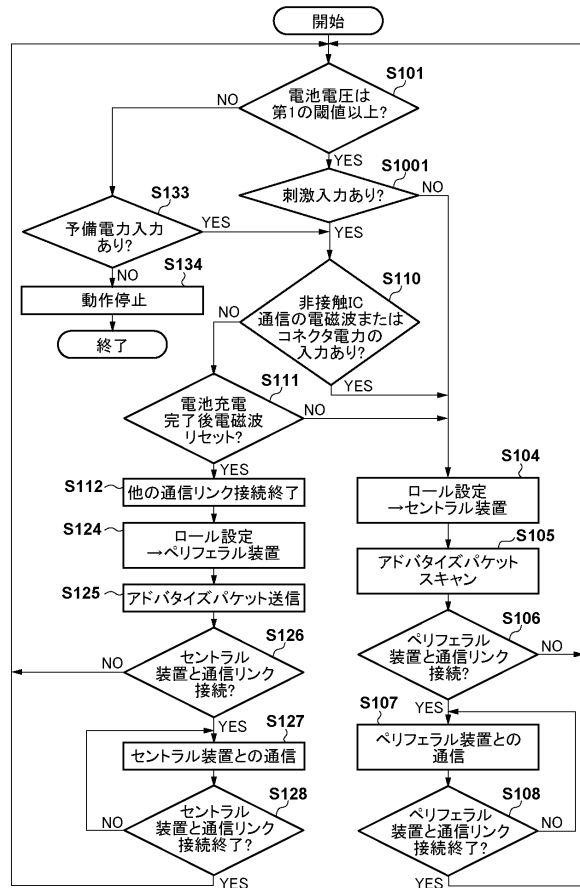 開始
S101
電池電圧は
第1の閾値以上?
NO
YES
S1001
刺激入力あり?
NO
YES
S133
予備電力入力
あり?
YES
NO
S134
動作停止
終了
S110
非接触IC
通信の電磁波または
コネクタ電力の
入力あり?
NO
YES
S111
電池充電
完了後電磁波
リセット?
NO
YES
S112
他の通信リンク接続終了
S124
ロール設定
→ペリフェラル装置
S125
アドバタイズパケット送信
S126
セントラル
装置と通信リンク
接続?
NO
YES
S127
セントラル装置との通信
S128
セントラル
装置と通信リンク
接続終了?
NO
YES
S104
ロール設定
→セントラル装置
S105
アドバタイズパケット
スキャン
S106
ペリフェラル
装置と通信リンク
接続?
NO
YES
S107
ペリフェラル装置との
通信
S108
ペリフェラル
装置と通信リンク
接続終了?
NO
YES